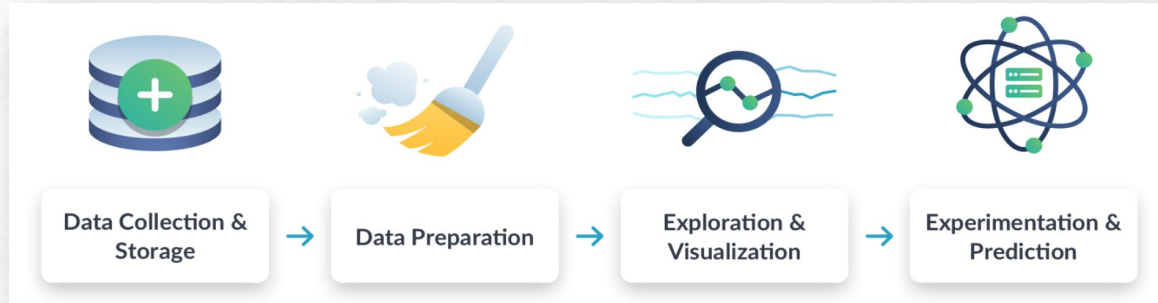 Data Collection &
Storage
Data Preparation
Exploration &
Visualization
Experimentation &
Prediction